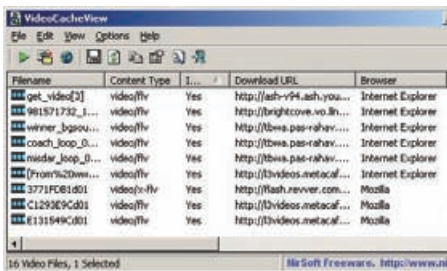 VideoCacheView
File Edit View Options Help
Filename Content Type I... Download URL Browser
get_video[3] video/flv Yes http://ash-v94.ash.you... Internet Explorer
981571732_1... video/flv Yes http://brightcove.vo.lln... Internet Explorer
winner_bgsou... video/flv Yes http://tbwa.pas-rahav.... Internet Explorer
coach_loop_0... video/flv Yes http://tbwa.pas-rahav.... Internet Explorer
misdar_loop_0... video/flv Yes http://tbwa.pas-rahav.... Internet Explorer
[From%20ww... video/flv Yes http://l3videos.metacaf... Internet Explorer
3771FDB1d01 video/x-flv Yes http://flash.revver.com... Mozilla
C1293E9Cd01 video/flv Yes http://l3videos.metacaf... Mozilla
E131549Cd01 video/flv Yes http://l3videos.metacaf... Mozilla
16 Video Files, 1 Selected NirSoft Freeware. http://www.ni